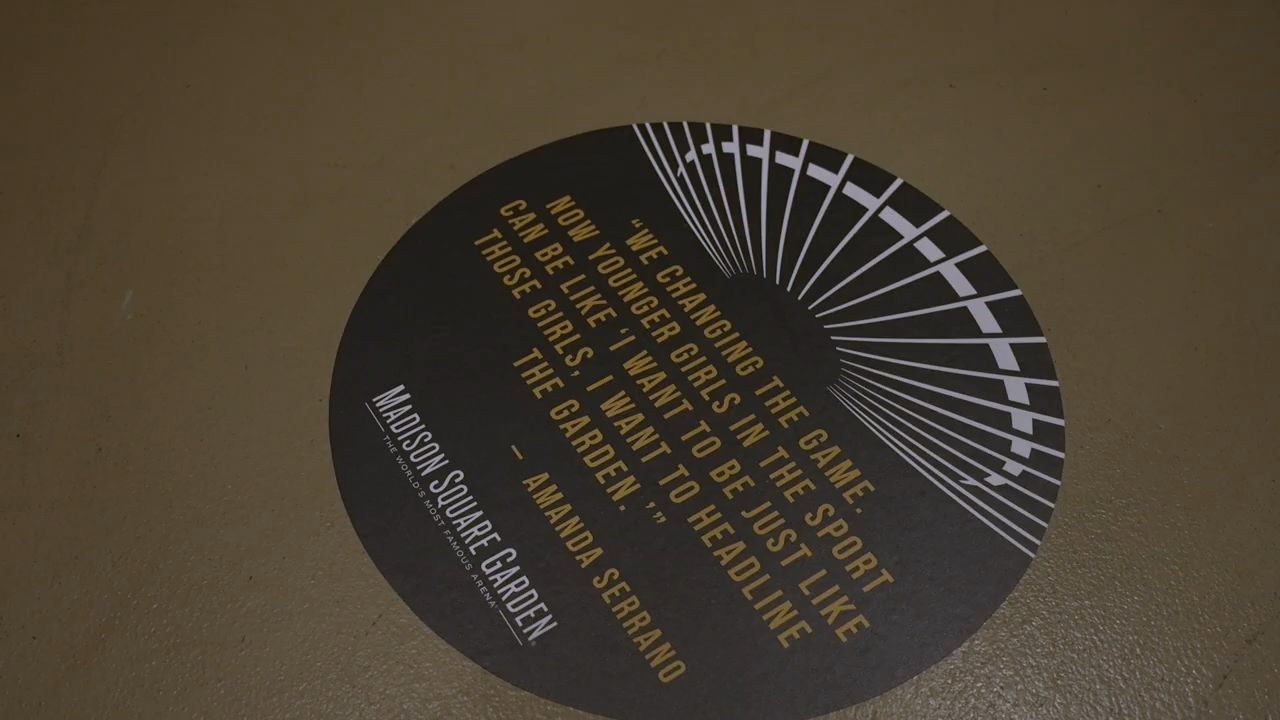 “WE CHANGING THE GAME.
NOW YOUNGER GIRLS IN THE SPORT
CAN BE LIKE ‘I WANT TO BE JUST LIKE
THOSE GIRLS, I WANT TO HEADLINE
THE GARDEN.’”
– AMANDA SERRANO
MADISON SQUARE GARDEN®
THE WORLD'S MOST FAMOUS ARENA®